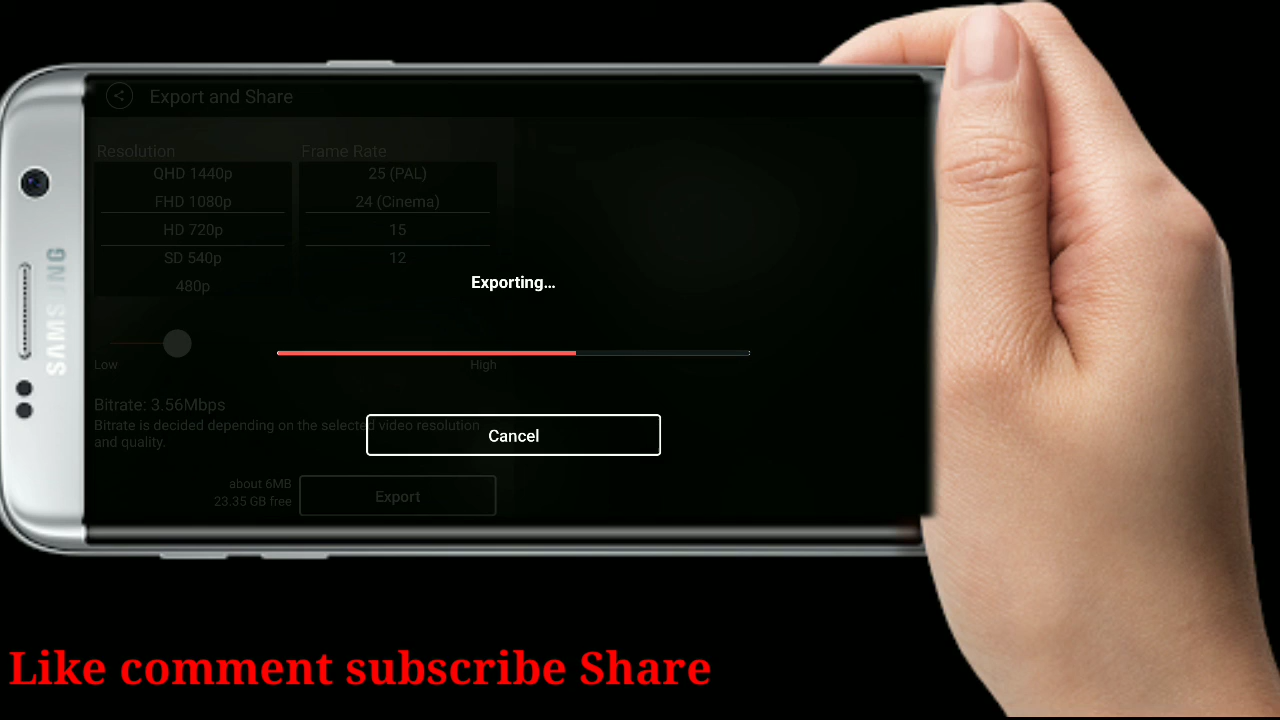 Export and Share
Resolution
Frame Rate
QHD 1440p
25 (PAL)
FHD 1080p
24 (Cinema)
HD 720p
15
SD 540p
12
480p
Exporting...
Low
High
Bitrate: 3.56Mbps
Bitrate is decided depending on the selected video resolution
and quality.
Cancel
about 6MB
23.35 GB free
Export
SAMSUNG
Like comment subscribe Share